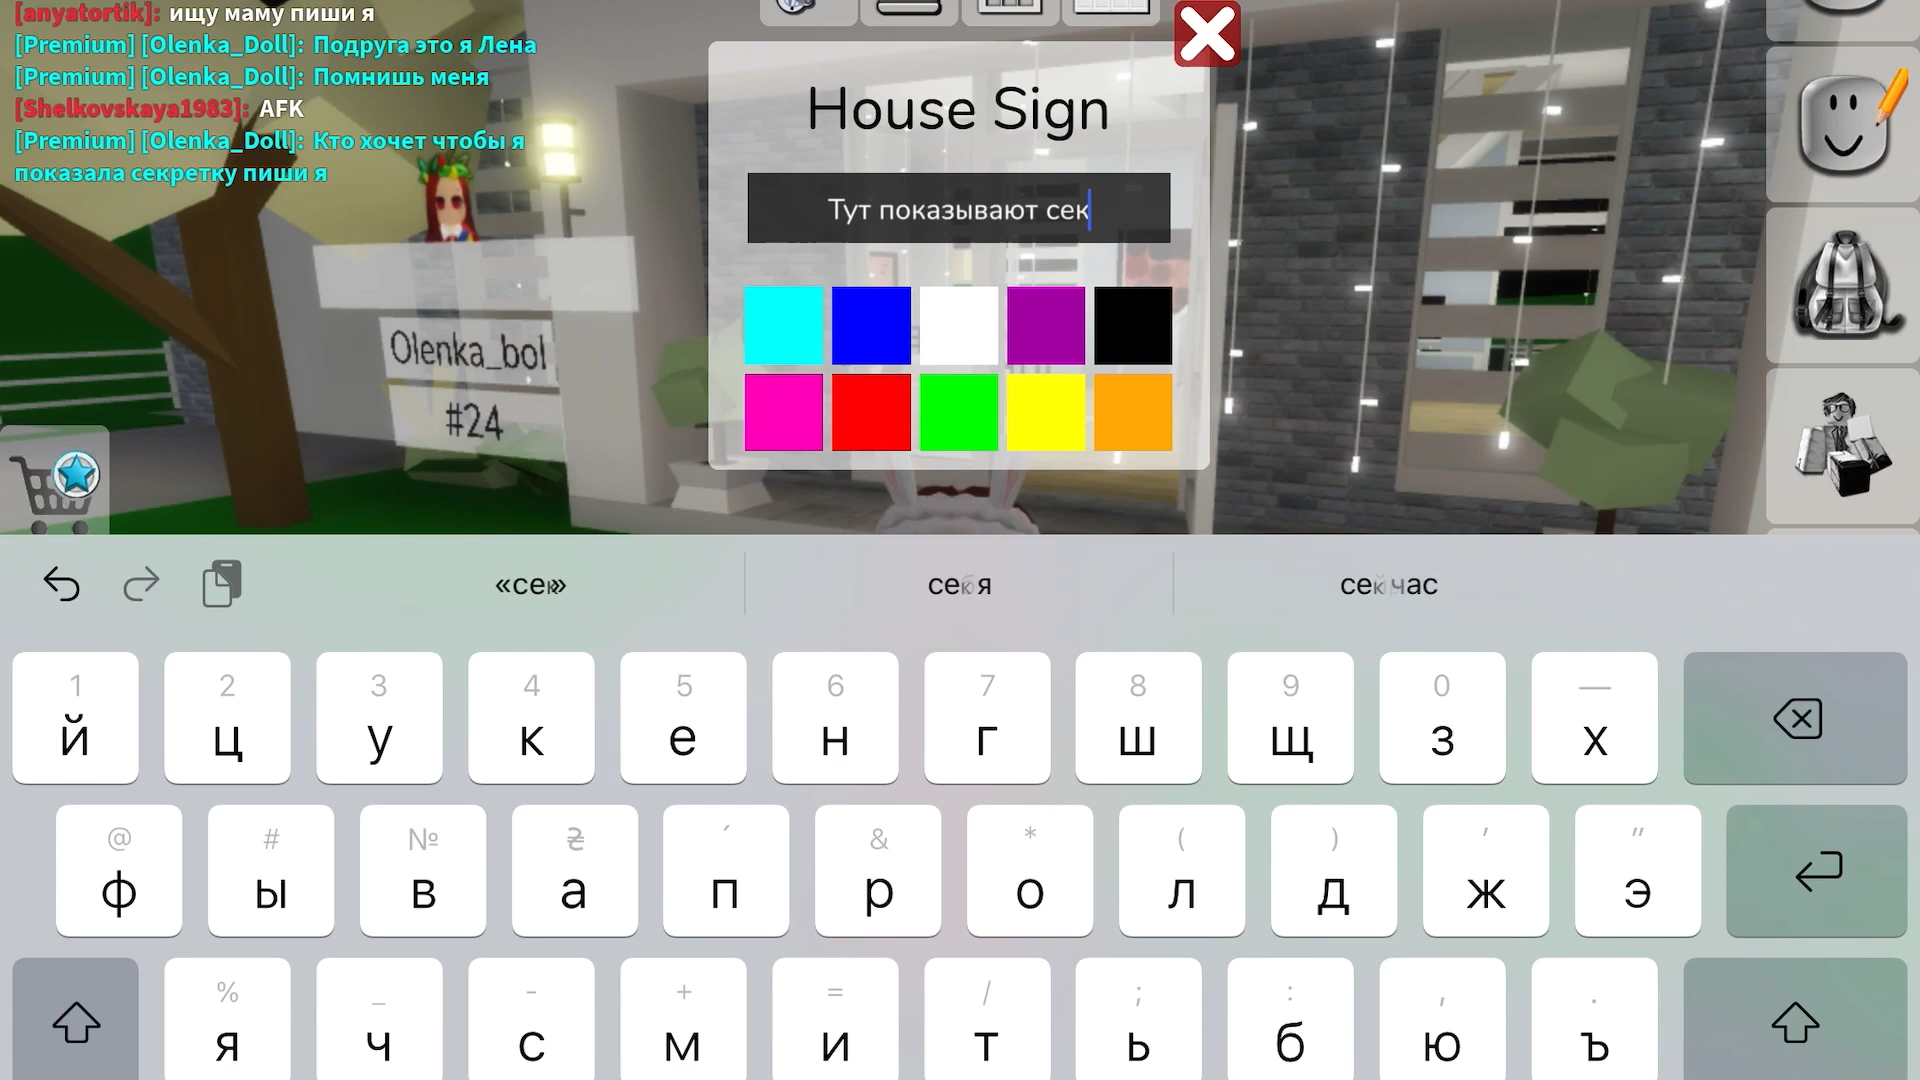 [anyatortik]: ищу маму пиши я
[Premium] [Olenka_Doll]: Подруга это я Лена
[Premium] [Olenka_Doll]: Помнишь меня
[Shelkovskaya1983]: AFK
[Premium] [Olenka_Doll]: Кто хочет чтобы я
показала секретку пиши я
House Sign
Тут показывают сек
Olenka_bol
#24
1 2 3 4 5 6 7 8 9 0 —
й ц у к е н г ш щ з х
@ # № ₴ ´ & * ( ) ′ ″
ф ы в а п р о л д ж э
% _ - + = / ; : , .
я ч с м и т ь б ю ъ